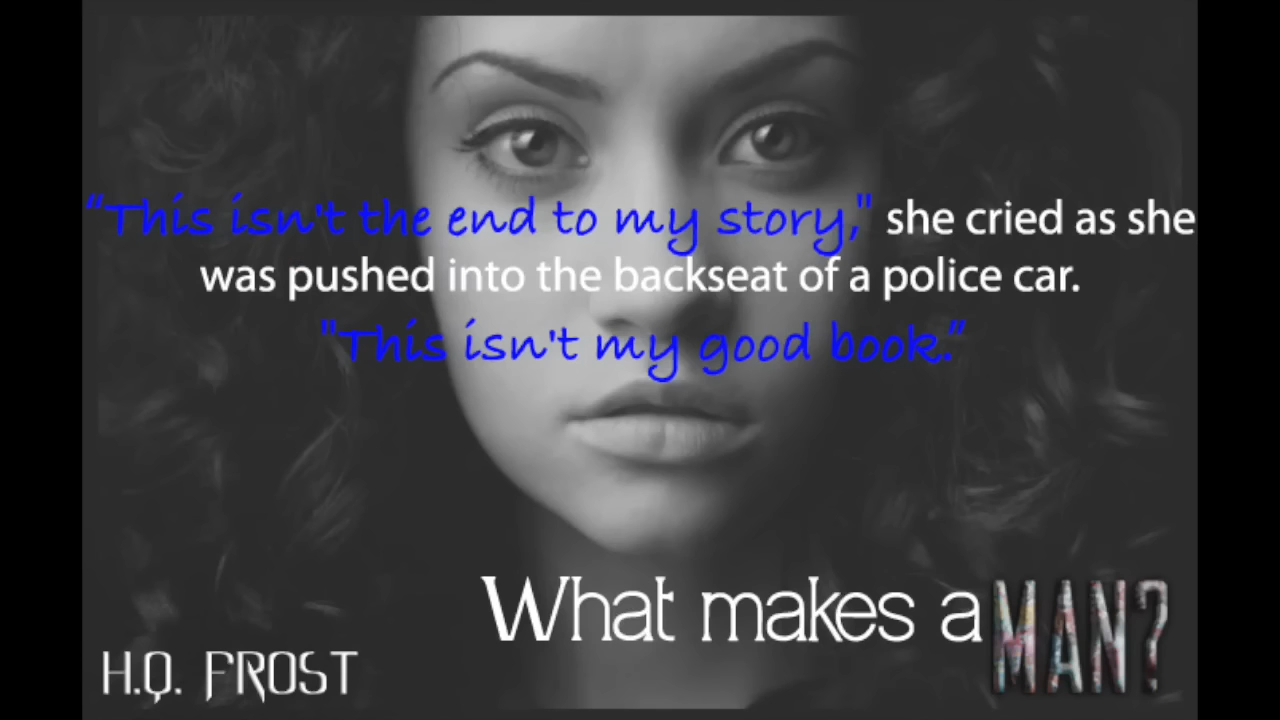 “This isn't the end to my story," she cried as she
was pushed into the backseat of a police car.
"This isn't my good book.”
What makes a MAN?
H.Q. FROST